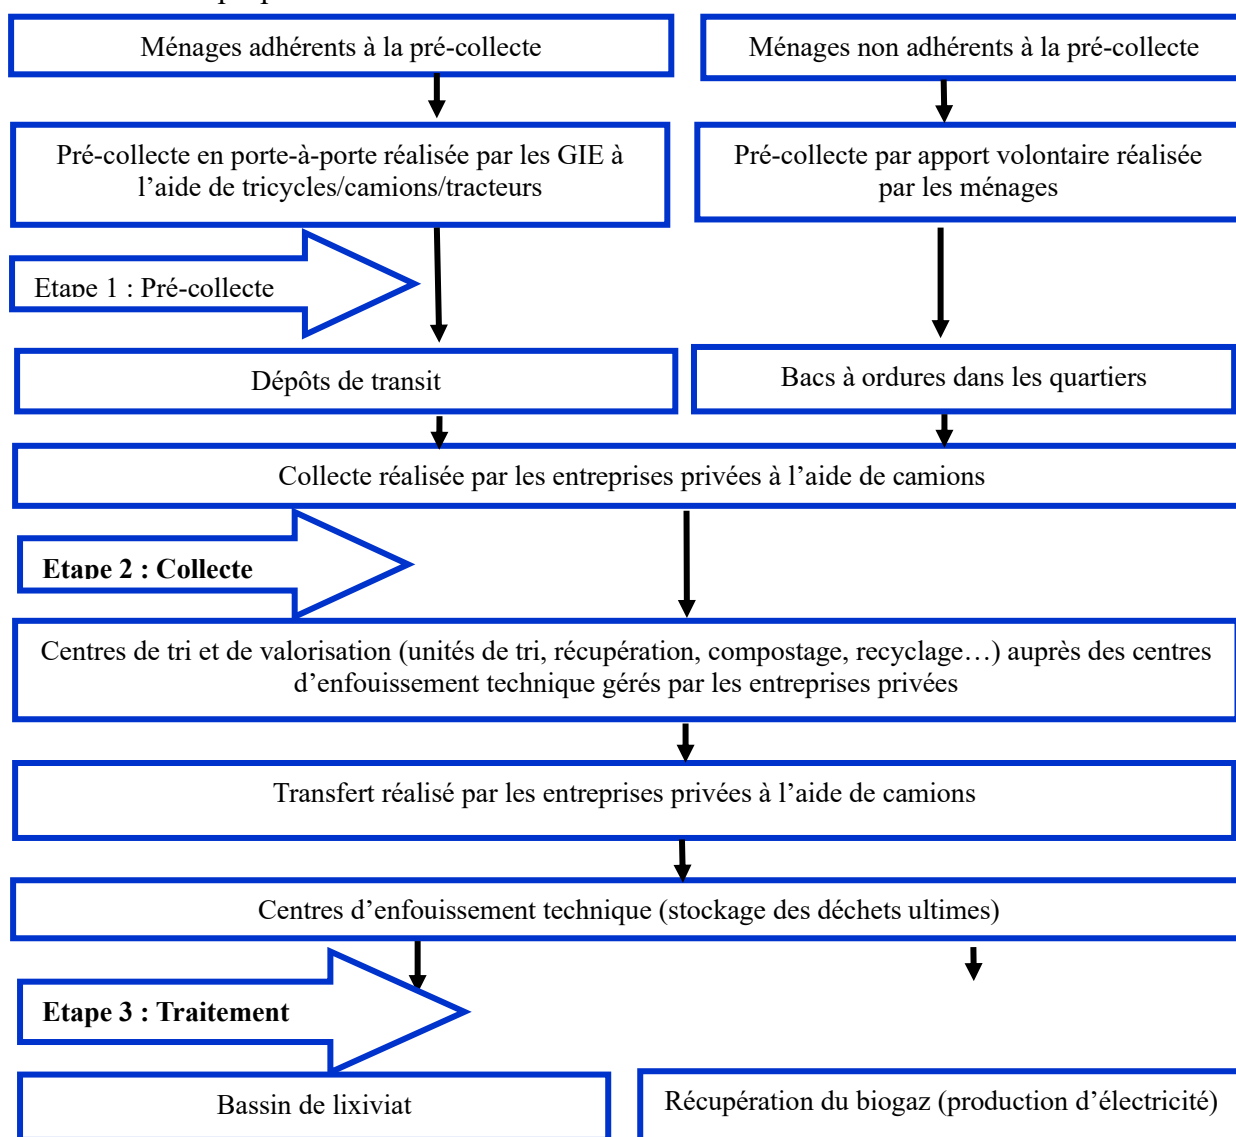 Ménages adhérents à la pré-collecte
Ménages non adhérents à la pré-collecte
Pré-collecte en porte-à-porte réalisée par les GIE à
l’aide de tricycles/camions/tracteurs
Pré-collecte par apport volontaire réalisée
par les ménages
Etape 1 : Pré-collecte
Dépôts de transit
Bacs à ordures dans les quartiers
Collecte réalisée par les entreprises privées à l’aide de camions
Etape 2 : Collecte
Centres de tri et de valorisation (unités de tri, récupération, compostage, recyclage…) auprès des centres
d’enfouissement technique gérés par les entreprises privées
Transfert réalisé par les entreprises privées à l’aide de camions
Centres d’enfouissement technique (stockage des déchets ultimes)
Etape 3 : Traitement
Bassin de lixiviat
Récupération du biogaz (production d’électricité)